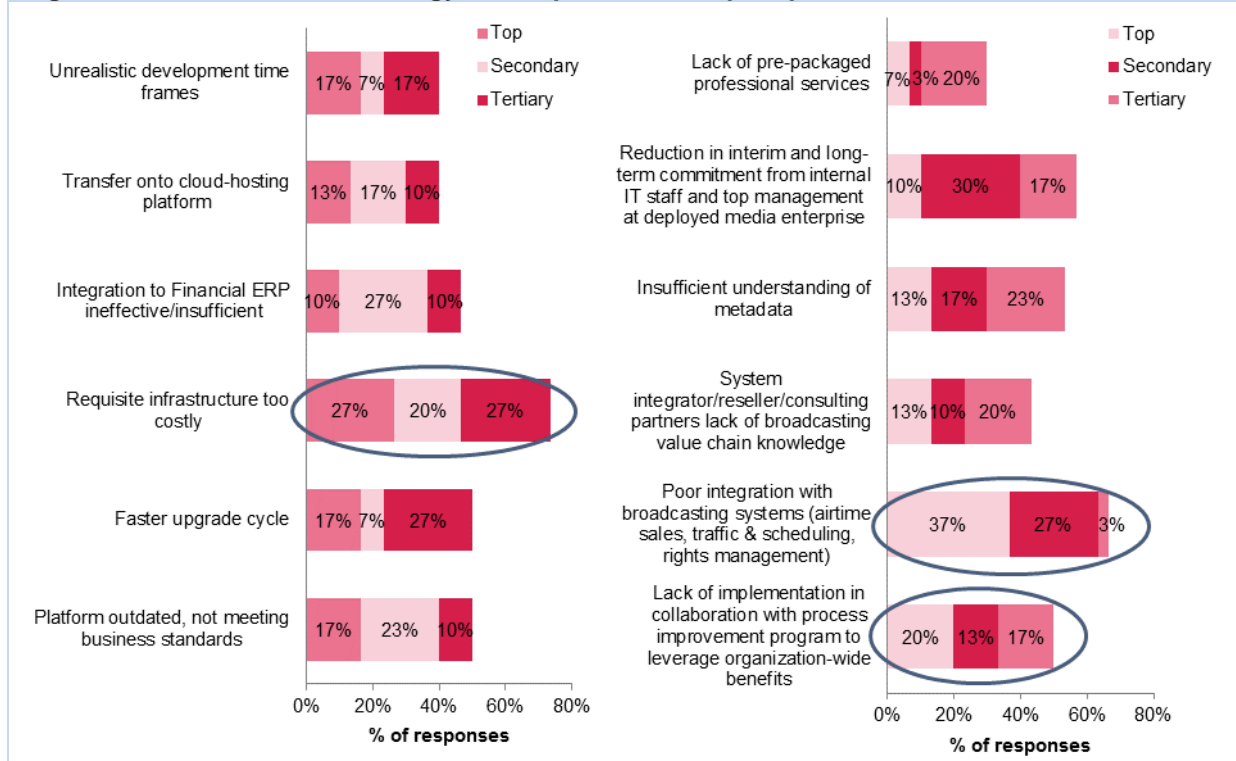 Top
Secondary
Tertiary
Unrealistic development time
frames
17% 7% 17%
Transfer onto cloud-hosting
platform
13% 17% 10%
Integration to Financial ERP
ineffective/insufficient
10% 27% 10%
Requisite infrastructure too
costly
27% 20% 27%
Faster upgrade cycle
17% 7% 27%
Platform outdated, not meeting
business standards
17% 23% 10%
0% 20% 40% 60% 80%
% of responses
Top
Secondary
Tertiary
Lack of pre-packaged
professional services
7% 3% 20%
Reduction in interim and long-
term commitment from internal
IT staff and top management
at deployed media enterprise
10% 30% 17%
Insufficient understanding of
metadata
13% 17% 23%
System
integrator/reseller/consulting
partners lack of broadcasting
value chain knowledge
13% 10% 20%
Poor integration with
broadcasting systems (airtime
sales, traffic & scheduling,
rights management)
37% 27% 3%
Lack of implementation in
collaboration with process
improvement program to
leverage organization-wide
benefits
20% 13% 17%
0% 20% 40% 60% 80%
% of responses